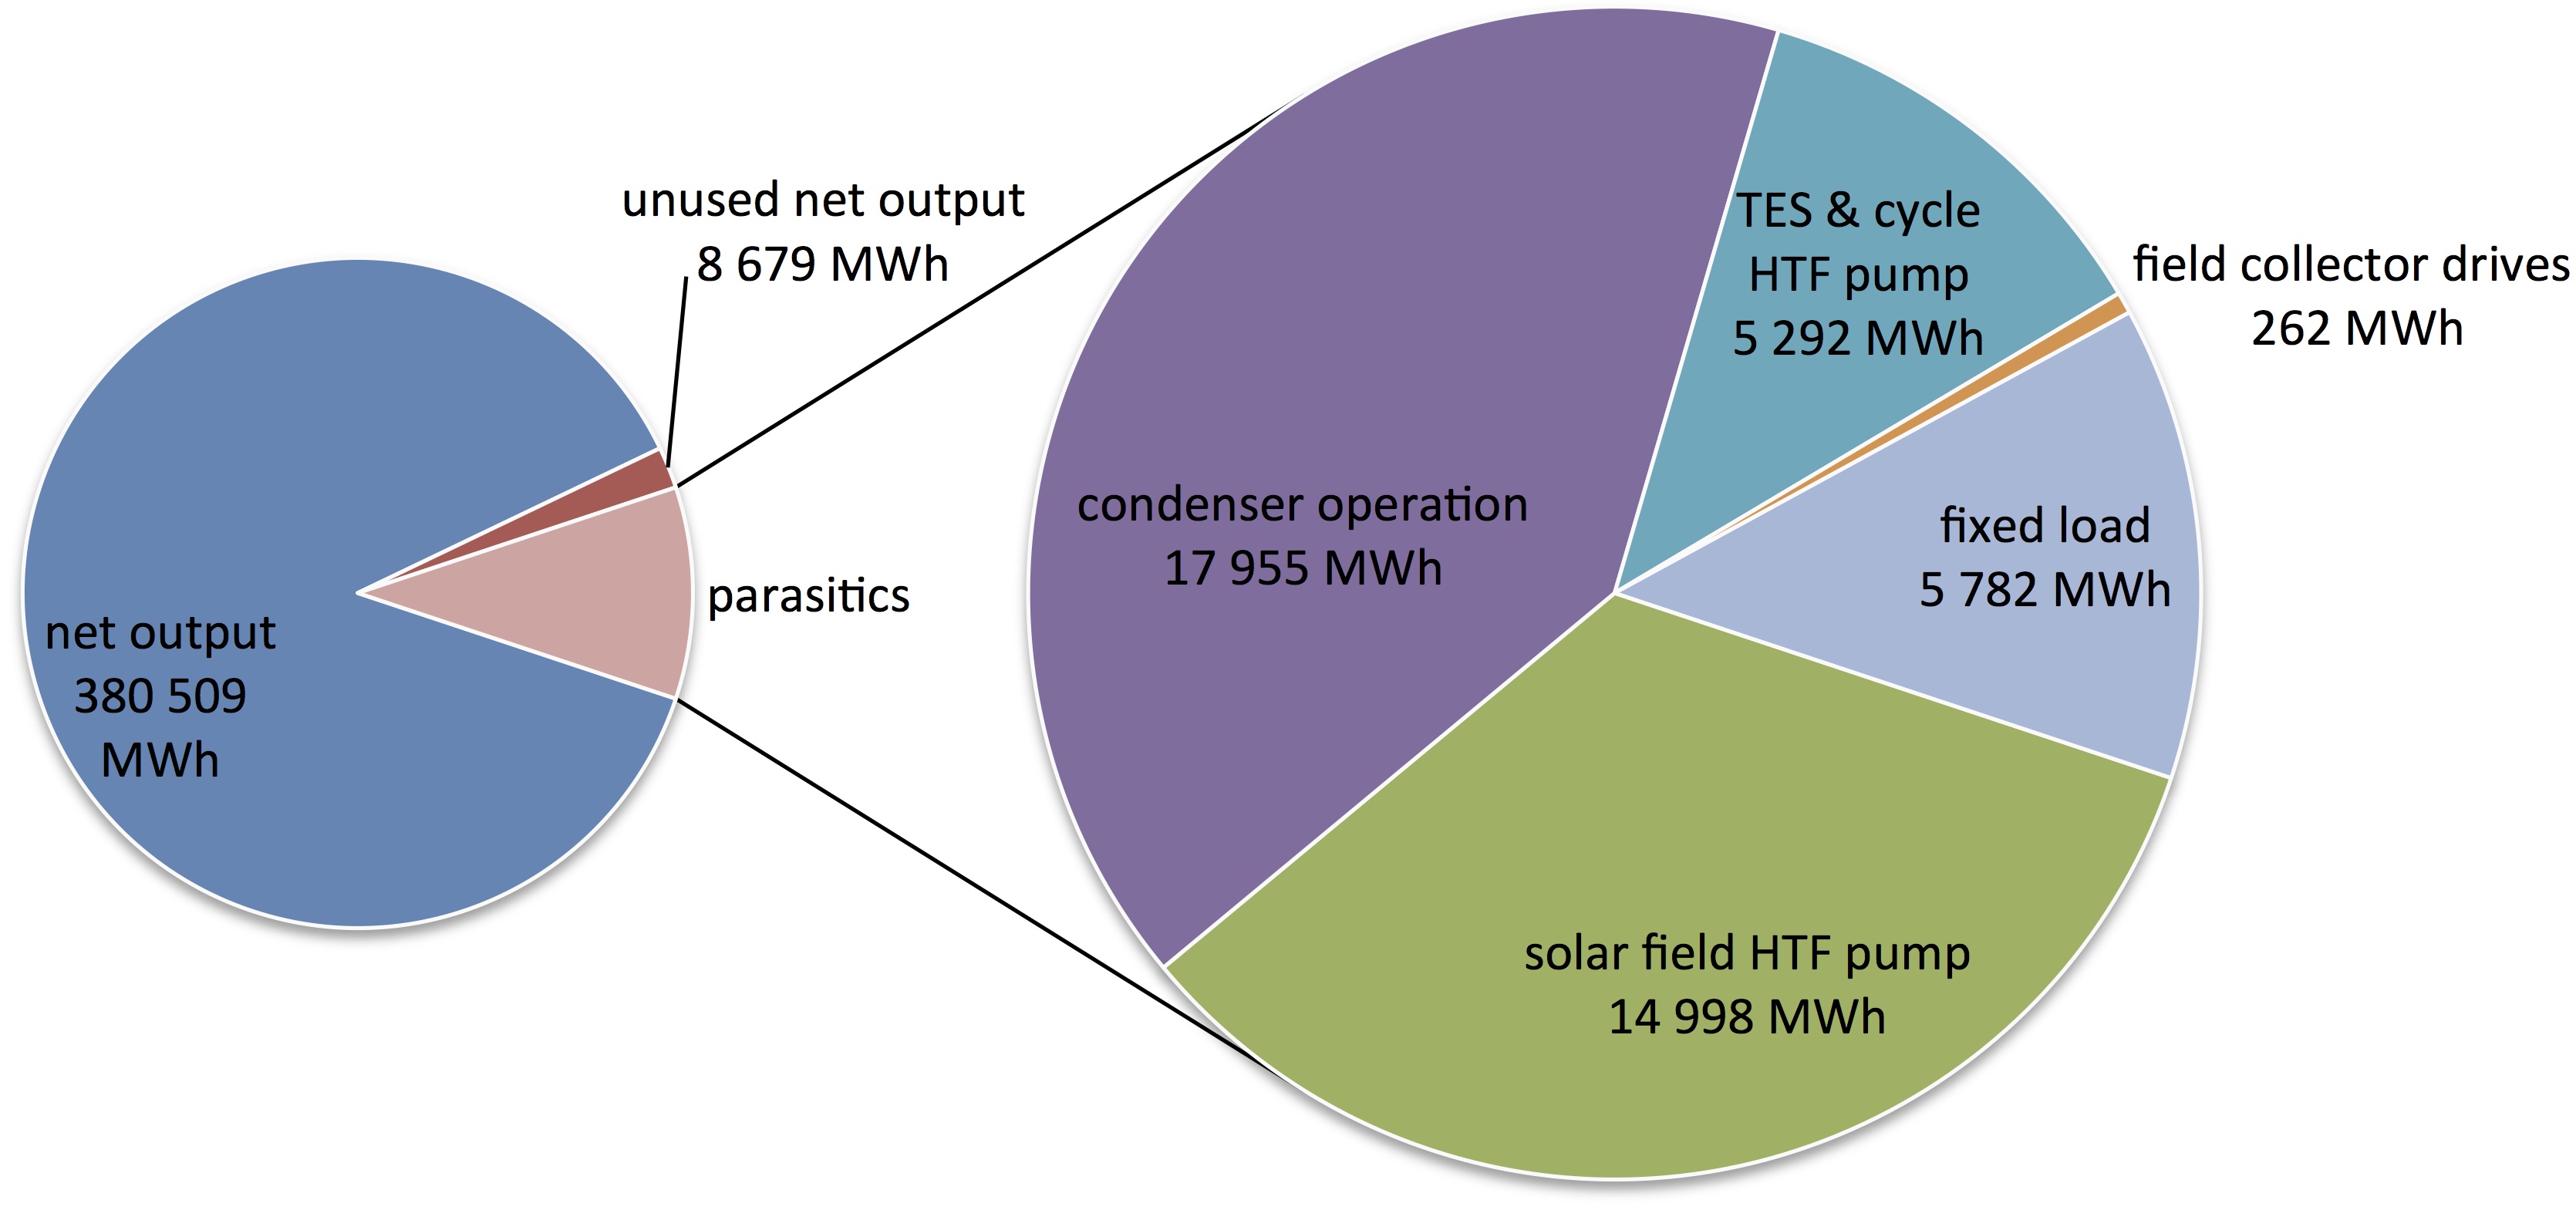 unused net output
8 679 MWh
net output
380 509
MWh
parasitics
condenser operation
17 955 MWh
TES & cycle
HTF pump
5 292 MWh
field collector drives
262 MWh
fixed load
5 782 MWh
solar field HTF pump
14 998 MWh